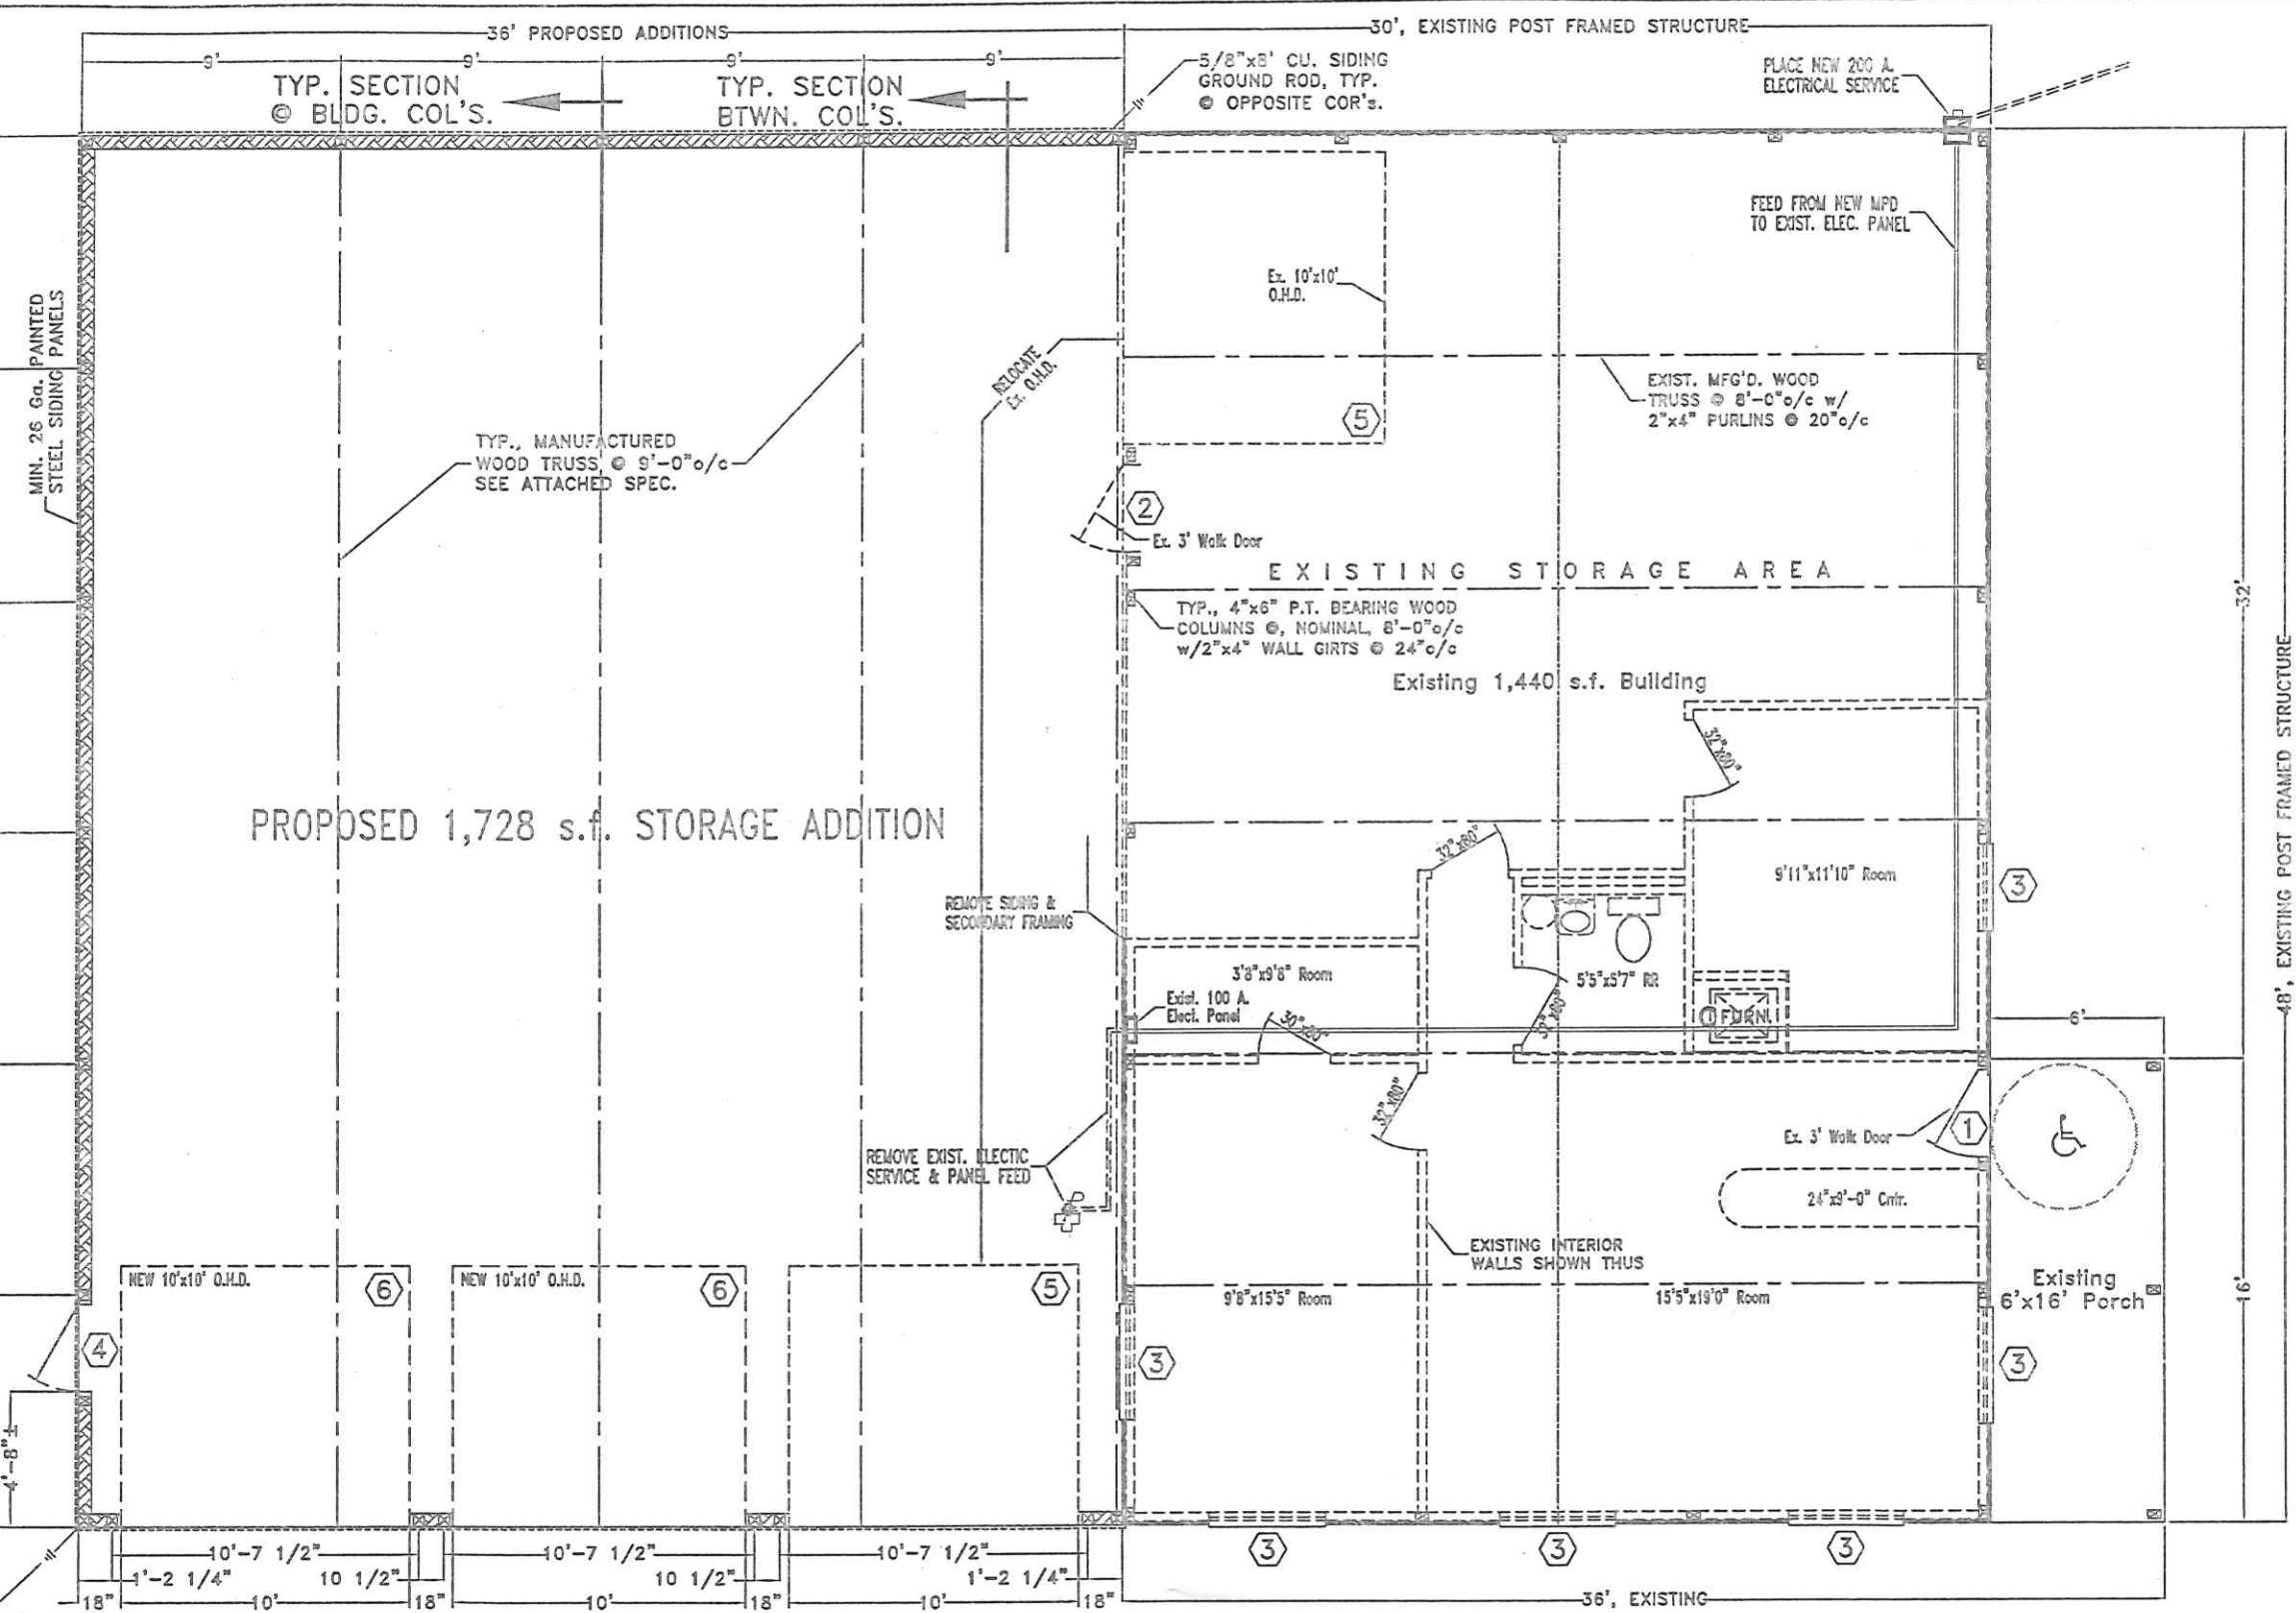 36' PROPOSED ADDITIONS
30', EXISTING POST FRAMED STRUCTURE
9'
9'
9'
9'
TYP. SECTION
@ BLDG. COL'S.
TYP. SECTION
BTWN. COL'S.
5/8"x8' CU. SIDING
GROUND ROD, TYP.
@ OPPOSITE COR's.
PLACE NEW 200 A.
ELECTRICAL SERVICE
FEED FROM NEW MPD
TO EXIST. ELEC. PANEL
MIN. 26 Ga. PAINTED
STEEL SIDING PANELS
Ex. 10'x10'
O.H.D.
RELOCATE
Ex. O.H.D.
5
EXIST. MFG'D. WOOD
TRUSS @ 8'-0"o/c w/
2"x4" PURLINS @ 20"o/c
TYP., MANUFACTURED
WOOD TRUSS @ 9'-0"o/c
SEE ATTACHED SPEC.
2
Ex. 3' Walk Door
EXISTING STORAGE AREA
TYP., 4"x6" P.T. BEARING WOOD
COLUMNS @, NOMINAL, 8'-0"o/c
w/2"x4" WALL GIRTS @ 24"o/c
32'
48', EXISTING POST FRAMED STRUCTURE
Existing 1,440 s.f. Building
32"x80"
PROPOSED 1,728 s.f. STORAGE ADDITION
32"x80"
9'11"x11'10" Room
3
REMOVE SIDING &
SECONDARY FRAMING
3'8"x9'8" Room
5'5"x5'7" RR
Exist. 100 A.
Elect. Panel
30"x80"
32"x80"
FURN.
6'
32"x80"
Ex. 3' Walk Door
1
REMOVE EXIST. ELECTIC
SERVICE & PANEL FEED
24"x9'-0" Cntr.
EXISTING INTERIOR
WALLS SHOWN THUS
NEW 10'x10' O.H.D.
6
NEW 10'x10' O.H.D.
6
5
9'8"x15'5" Room
15'5"x19'0" Room
Existing
6'x16' Porch
16'
4
3
3
4'-8"±
10'-7 1/2"
10'-7 1/2"
10'-7 1/2"
3
3
3
1'-2 1/4"
10 1/2"
10 1/2"
1'-2 1/4"
18"
10'
18"
10'
18"
10'
18"
36', EXISTING